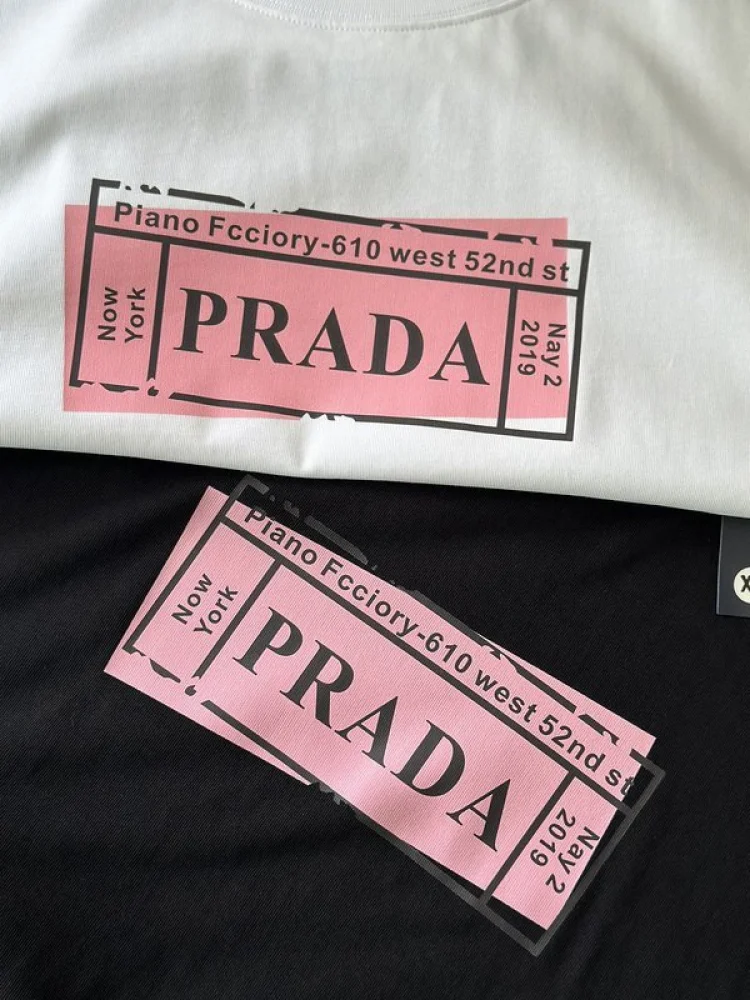 Piano Fcciory-610 west 52nd st
Now
York
PRADA
Nay 2
2019
Piano Fcciory-610 west 52nd st
Now
York
PRADA
Nay 2
2019
X